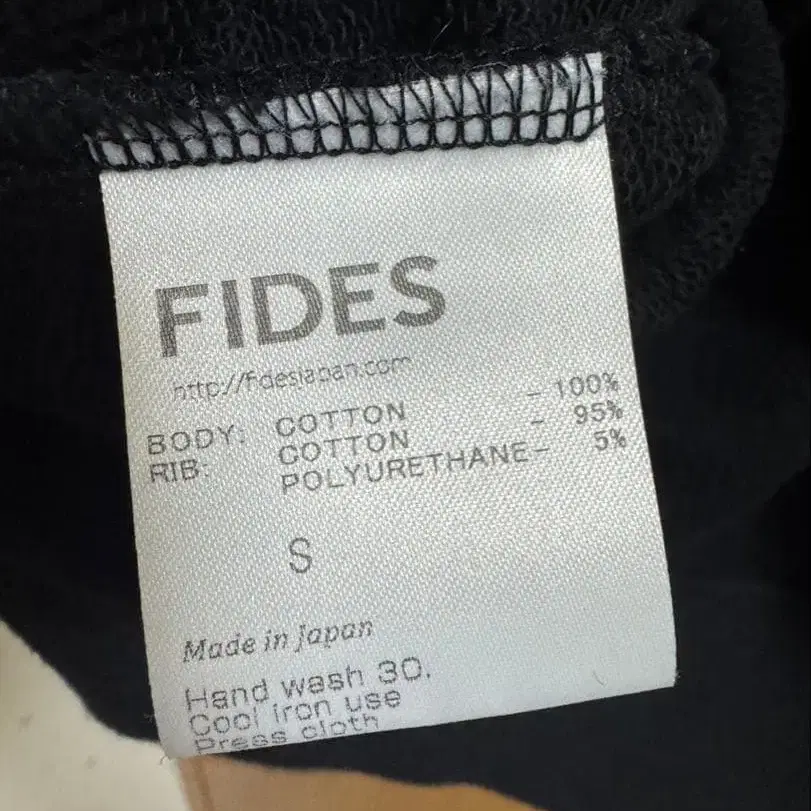 FIDES
http://fidesjapan.com
BODY: COTTON - 100%
RIB: COTTON - 95%
POLYURETHANE- 5%
S
Made in Japan
Hand wash 30.
Cool iron use
Press cloth